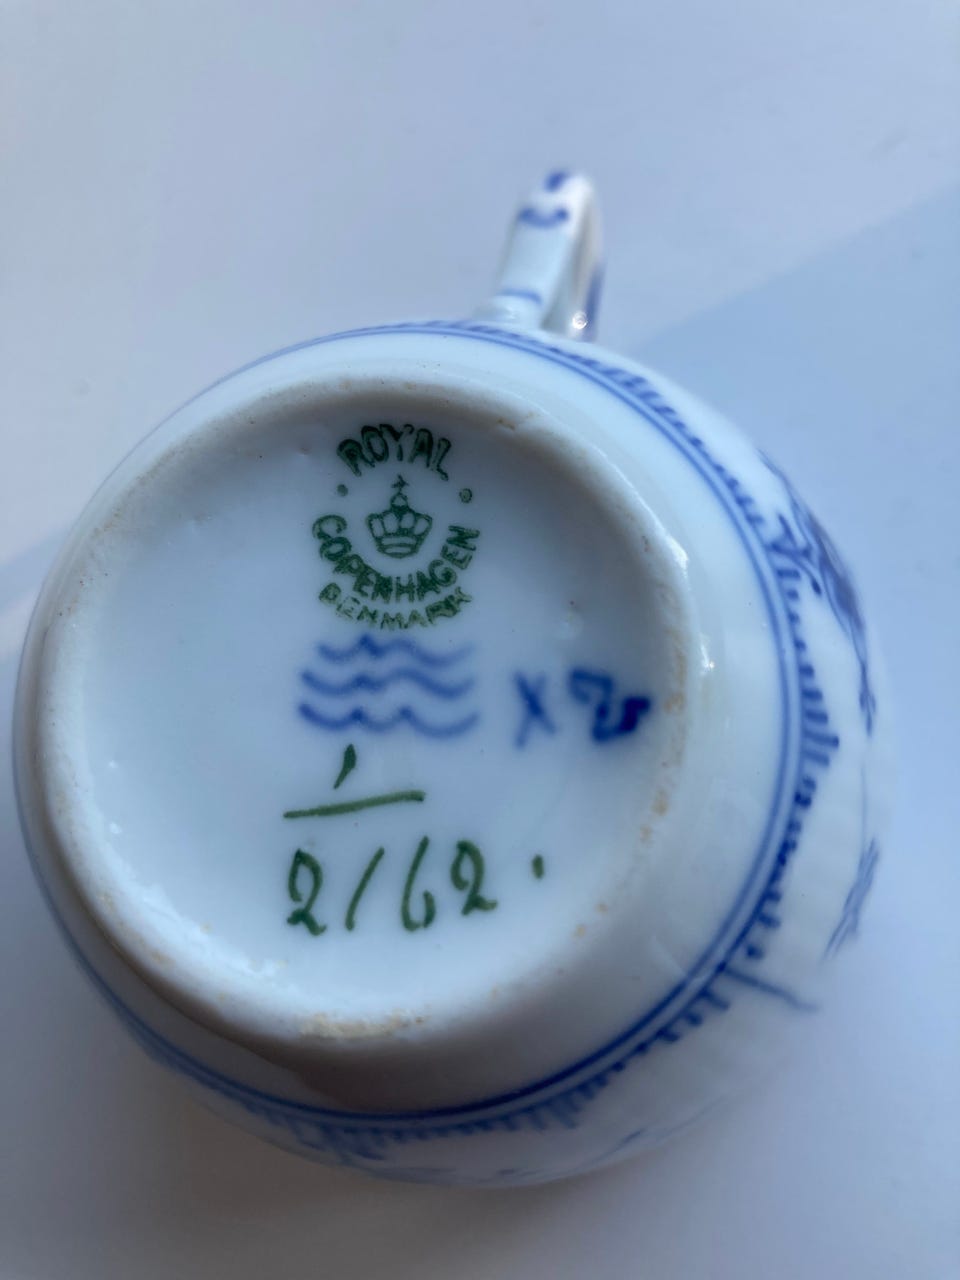 ROYAL
COPENHAGEN
DENMARK
1
2162.